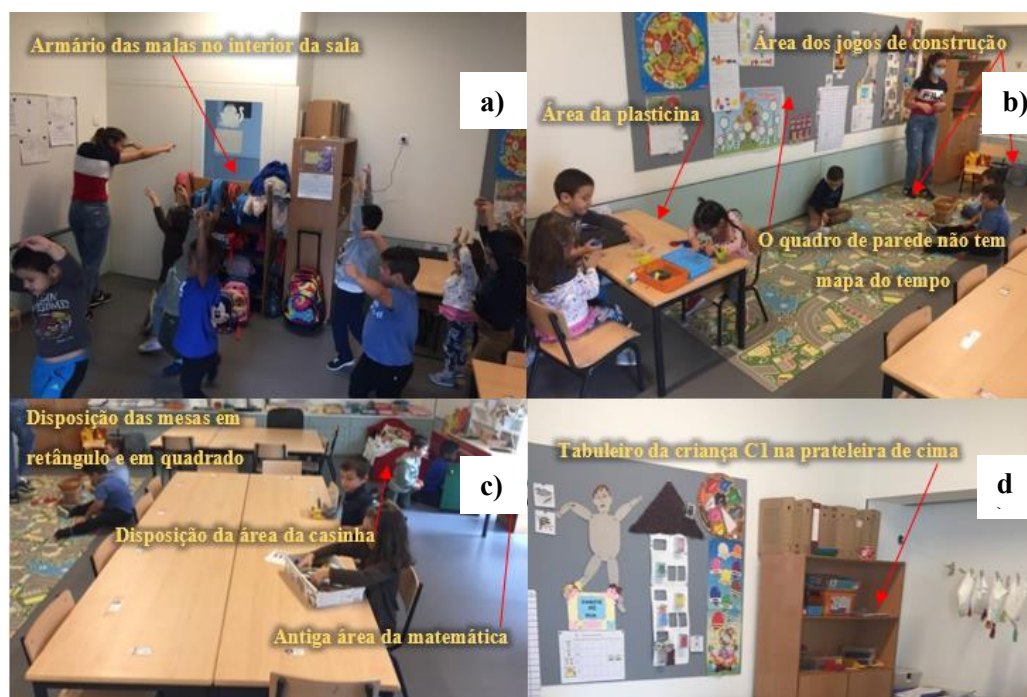 Armário das malas no interior da sala
a)
Área dos jogos de construção
b)
Área da plasticina
O quadro de parede não tem
mapa do tempo
Disposição das mesas em
retângulo e em quadrado
c)
Disposição da área da casinha
Antiga área da matemática
Tabuleiro da criança C1 na prateleira de cima
d